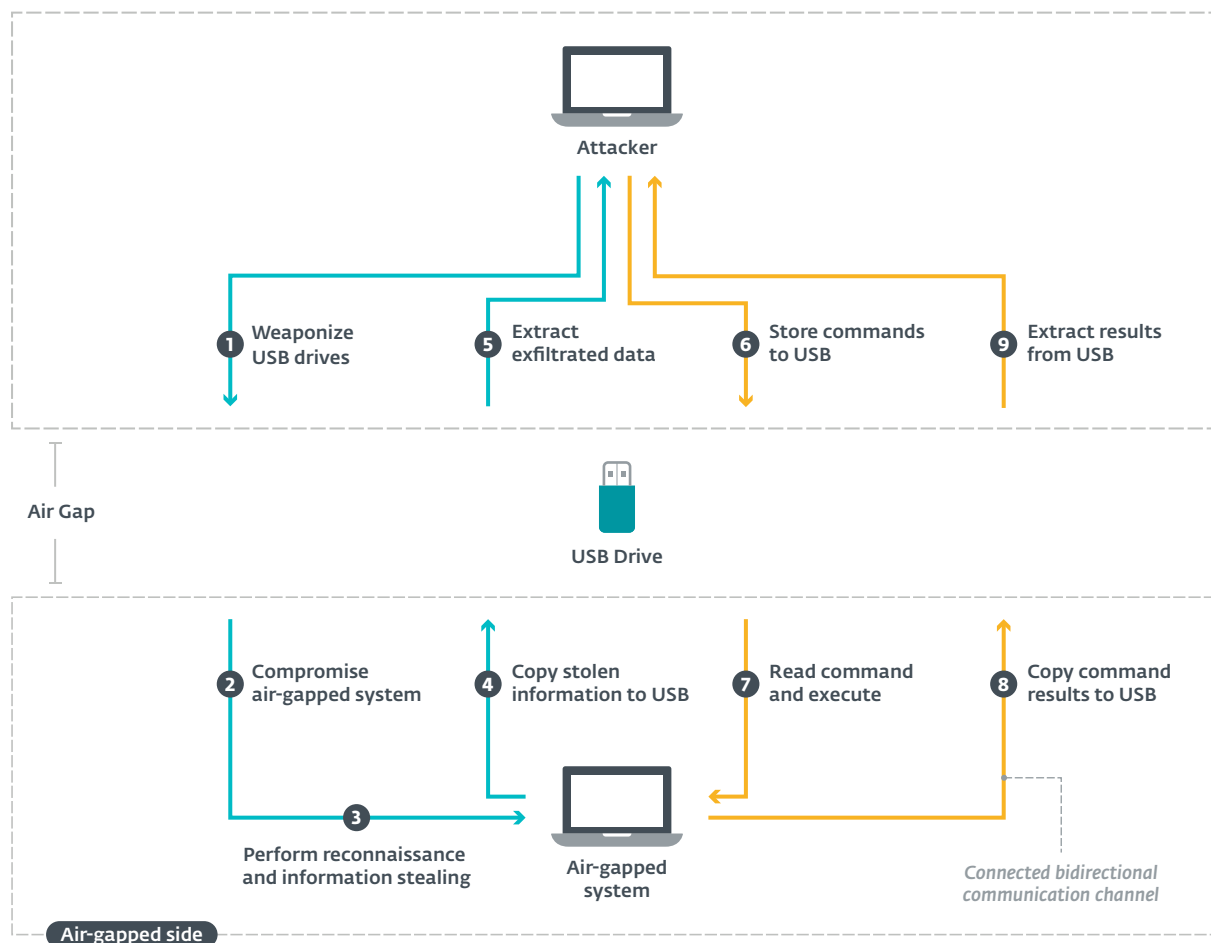 Attacker
1
Weaponize
USB drives
5
Extract
exfiltrated data
6
Store commands
to USB
9
Extract results
from USB
Air Gap
USB Drive
2
Compromise
air-gapped system
4
Copy stolen
information to USB
7
Read command
and execute
8
Copy command
results to USB
3
Perform reconnaissance
and information stealing
Air-gapped
system
Connected bidirectional
communication channel
Air-gapped side